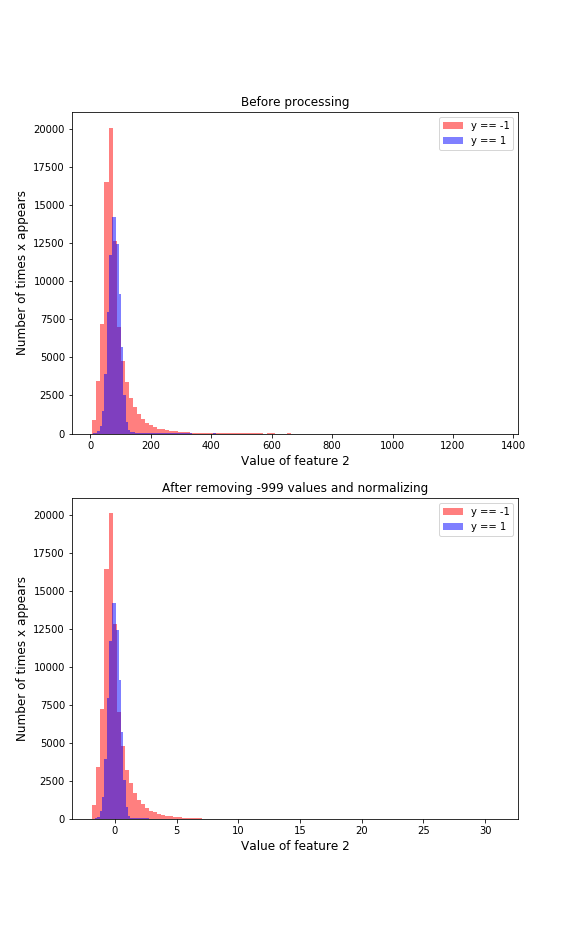 Before processing
y == -1
y == 1
20000
17500
15000
12500
10000
7500
5000
2500
0
Number of times x appears
0 200 400 600 800 1000 1200 1400
Value of feature 2
After removing -999 values and normalizing
y == -1
y == 1
20000
17500
15000
12500
10000
7500
5000
2500
0
Number of times x appears
0 5 10 15 20 25 30
Value of feature 2